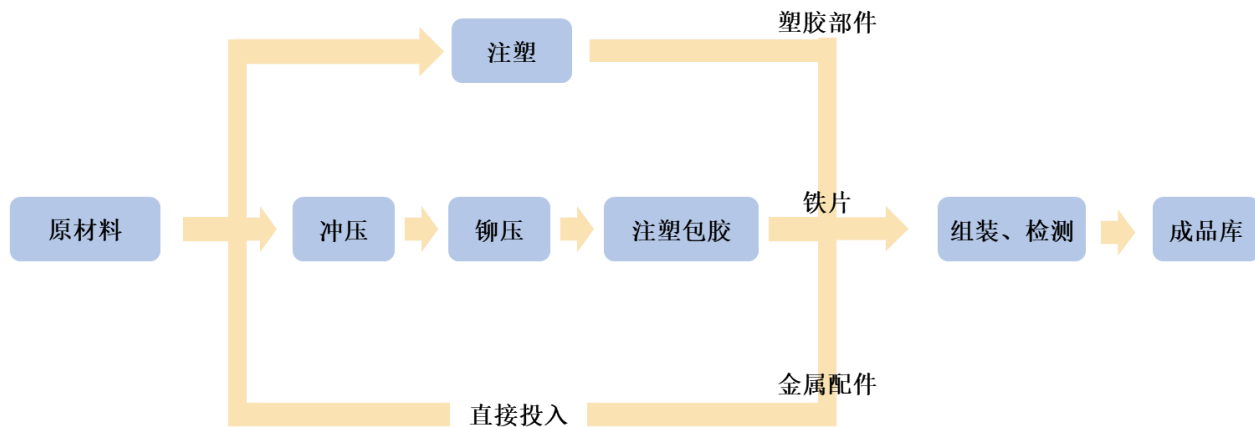 塑胶部件
注塑
铁片
原材料
冲压
铆压
注塑包胶
组装、检测
成品库
金属配件
直接投入